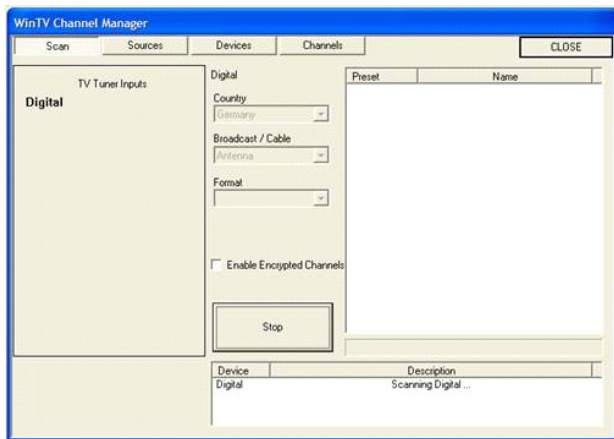 WinTV Channel Manager
Scan Sources Devices Channels CLOSE
TV Tuner Inputs
Digital
Digital
Country
Germany
Broadcast / Cable
Antenna
Format
Enable Encrypted Channels
Stop
Preset Name
Device Description
Digital Scanning Digital ...